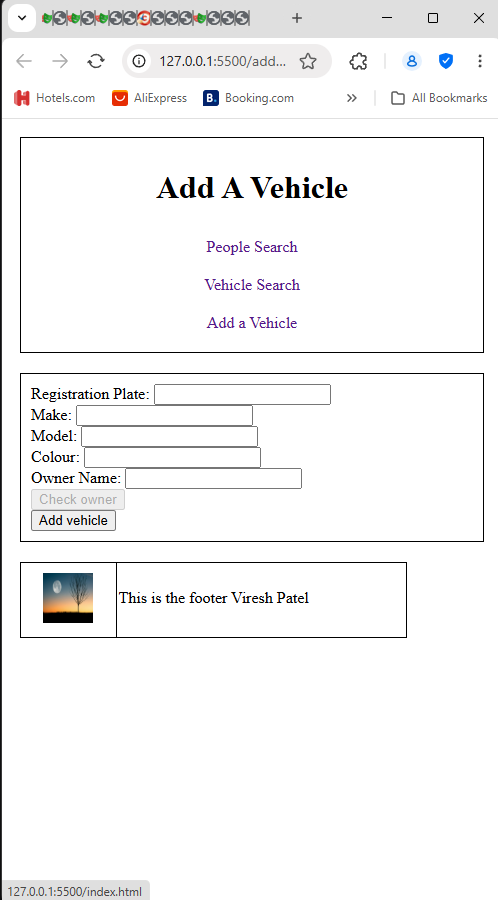 127.0.0.1:5500/add...
Hotels.com
AliExpress
B.
Booking.com
All Bookmarks
Add A Vehicle
People Search
Vehicle Search
Add a Vehicle
Registration Plate:
Make:
Model:
Colour:
Owner Name:
Check owner
Add vehicle
This is the footer Viresh Patel
127.0.0.1:5500/index.html